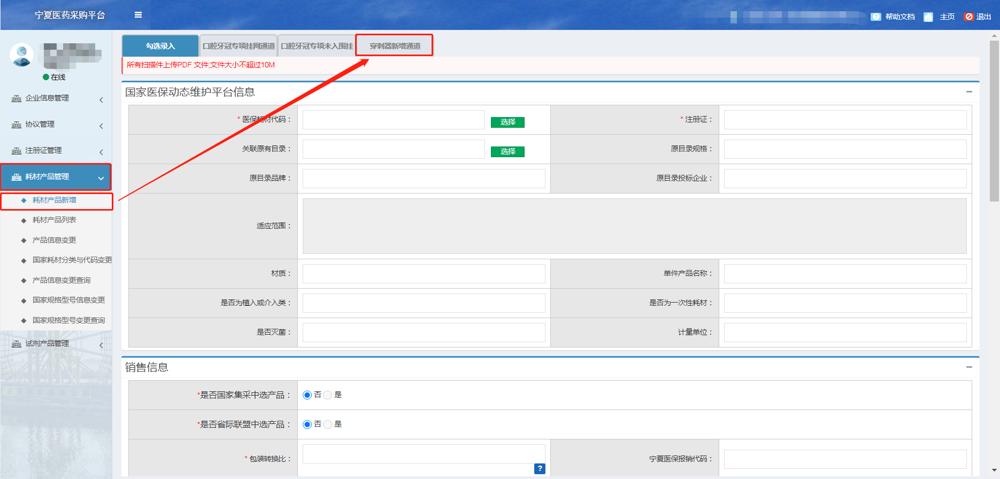 宁夏医药采购平台
帮助文档 主页 退出
在线
企业信息管理
协议管理
注册证管理
耗材产品管理
耗材产品新增
耗材产品列表
产品信息变更
国家耗材分类与代码变更
产品信息变更查询
国家规格型号信息变更
国家规格型号变更查询
试剂产品管理
勾选录入 口腔牙冠专项挂网通道 口腔牙冠专项未入围挂 穿刺器新增通道
所有扫描件上传PDF 文件,文件大小不超过10M
国家医保动态维护平台信息
* 医保耗材代码： 选择 * 注册证：
关联原有目录： 选择 原目录规格：
原目录品牌： 原目录投标企业：
适应范围：
材质： 单件产品名称：
是否为植入或介入类： 是否为一次性耗材：
是否灭菌： 计量单位：
销售信息
*是否国家集采中选产品： 否 是
*是否省际联盟中选产品： 否 是
* 包装转换比： ? 宁夏医保报销代码：